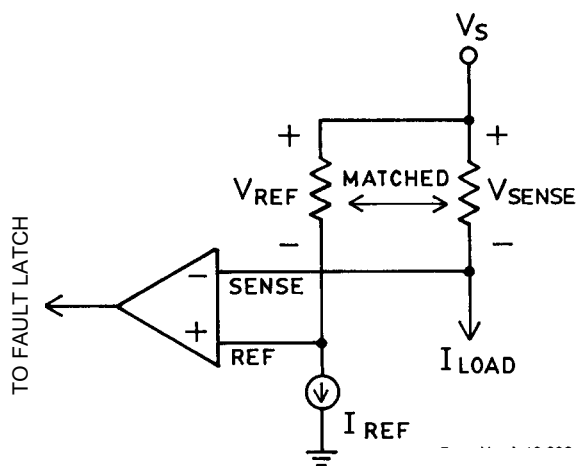 VS
+
+
VREF
MATCHED
VSENSE
−
−
TO FAULT LATCH
−
SENSE
+
REF
ILOAD
IREF